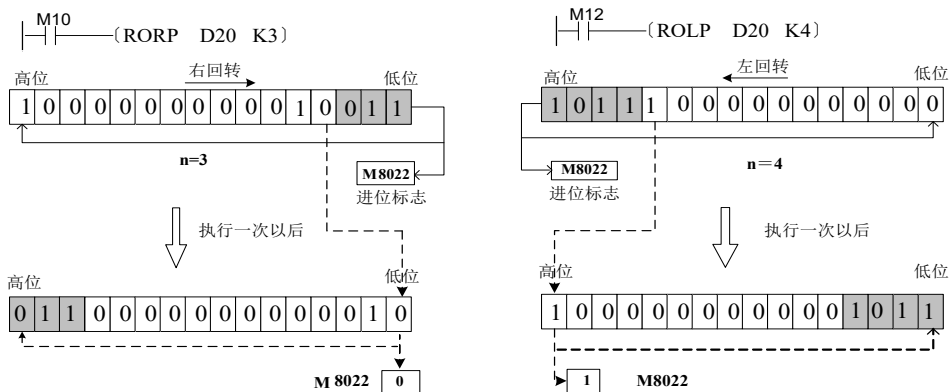 M10
〔RORP D20 K3〕
高位 右回转 低位
1 0 0 0 0 0 0 0 0 0 0 1 0 0 1 1
n=3
M8022
进位标志
执行一次以后
高位 低位
0 1 1 0 0 0 0 0 0 0 0 0 0 0 1 0
M 8022 0
M12
〔ROLP D20 K4〕
高位 左回转 低位
1 0 1 1 1 0 0 0 0 0 0 0 0 0 0 0
M8022
n＝4
进位标志
执行一次以后
高位 低位
1 0 0 0 0 0 0 0 0 0 0 0 1 0 1 1
1 M8022